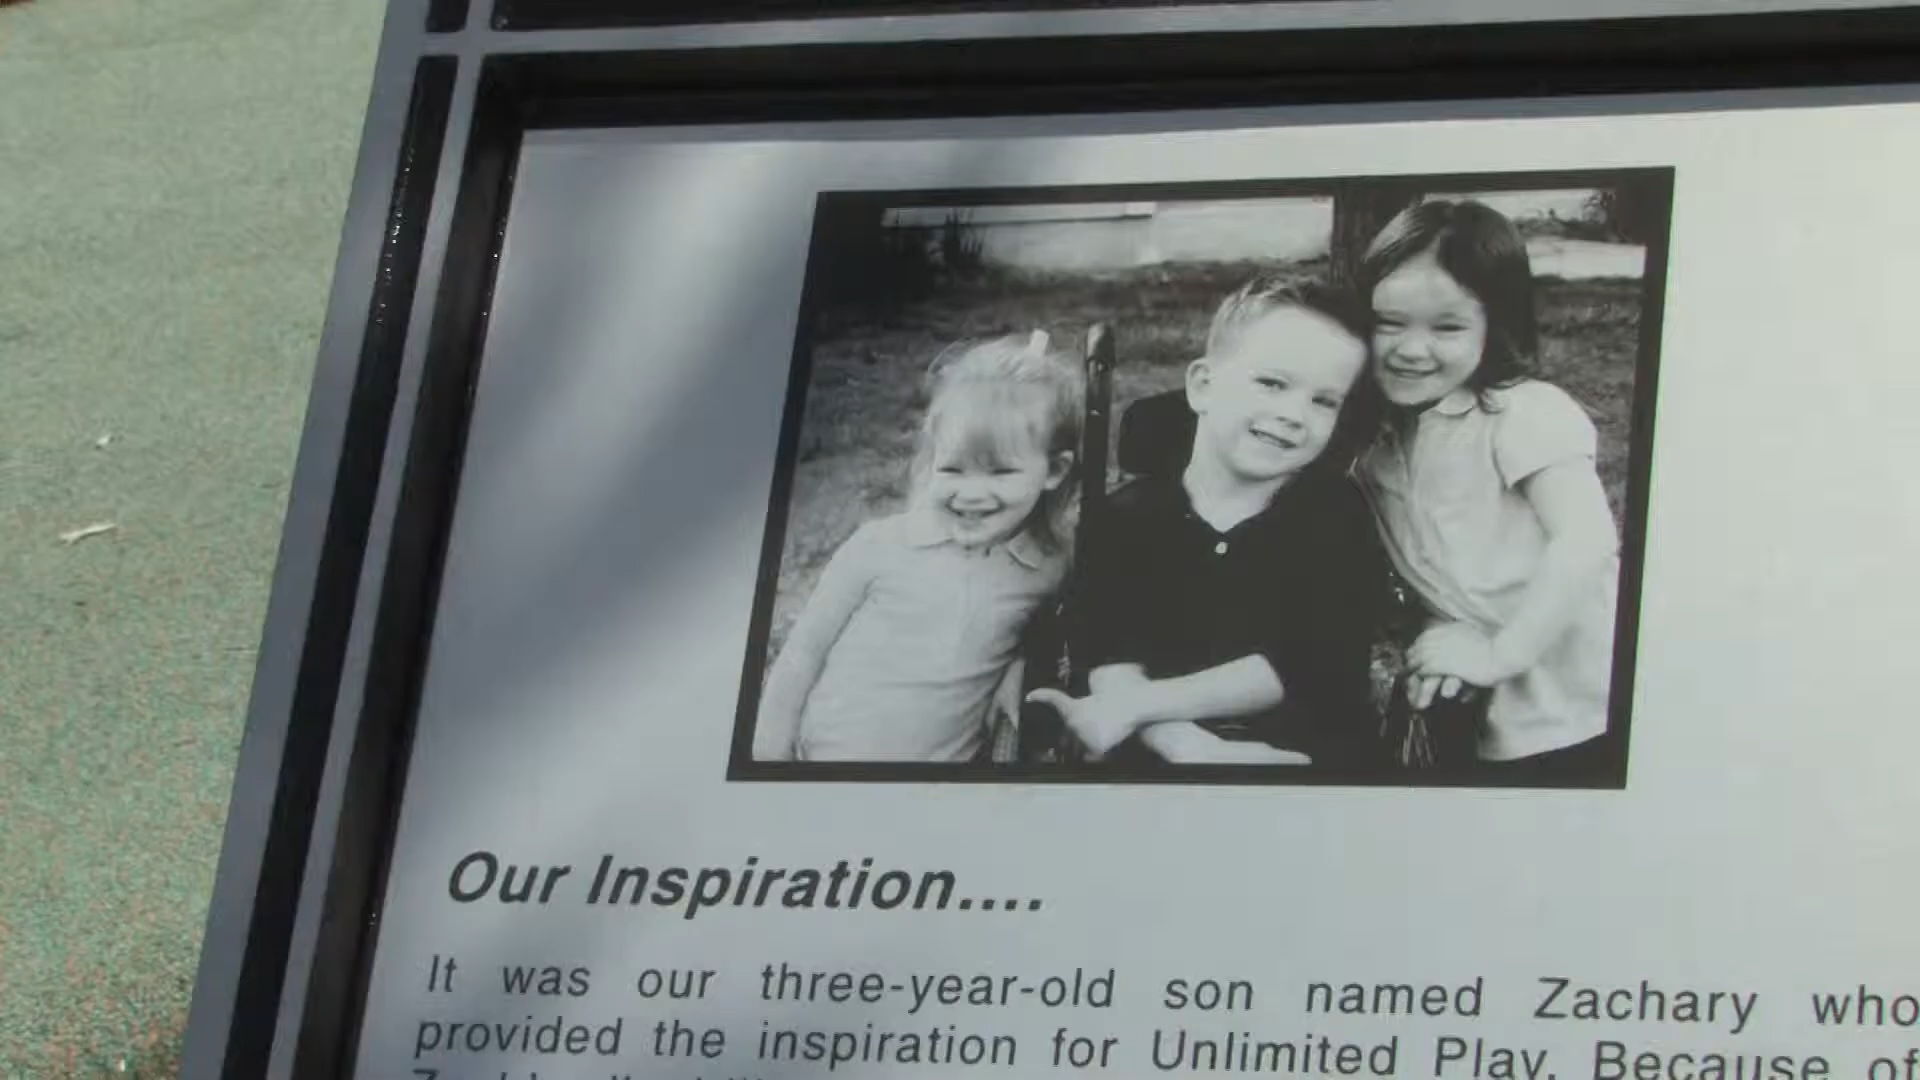 Our Inspiration....
It was our three-year-old son named Zachary who
provided the inspiration for Unlimited Play. Because of